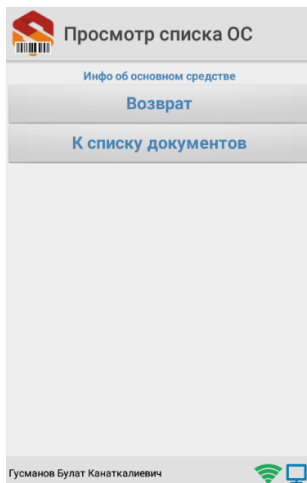 Просмотр списка ОС
Инфо об основном средстве
Возврат
К списку документов
Гусманов Булат Канаткалиевич